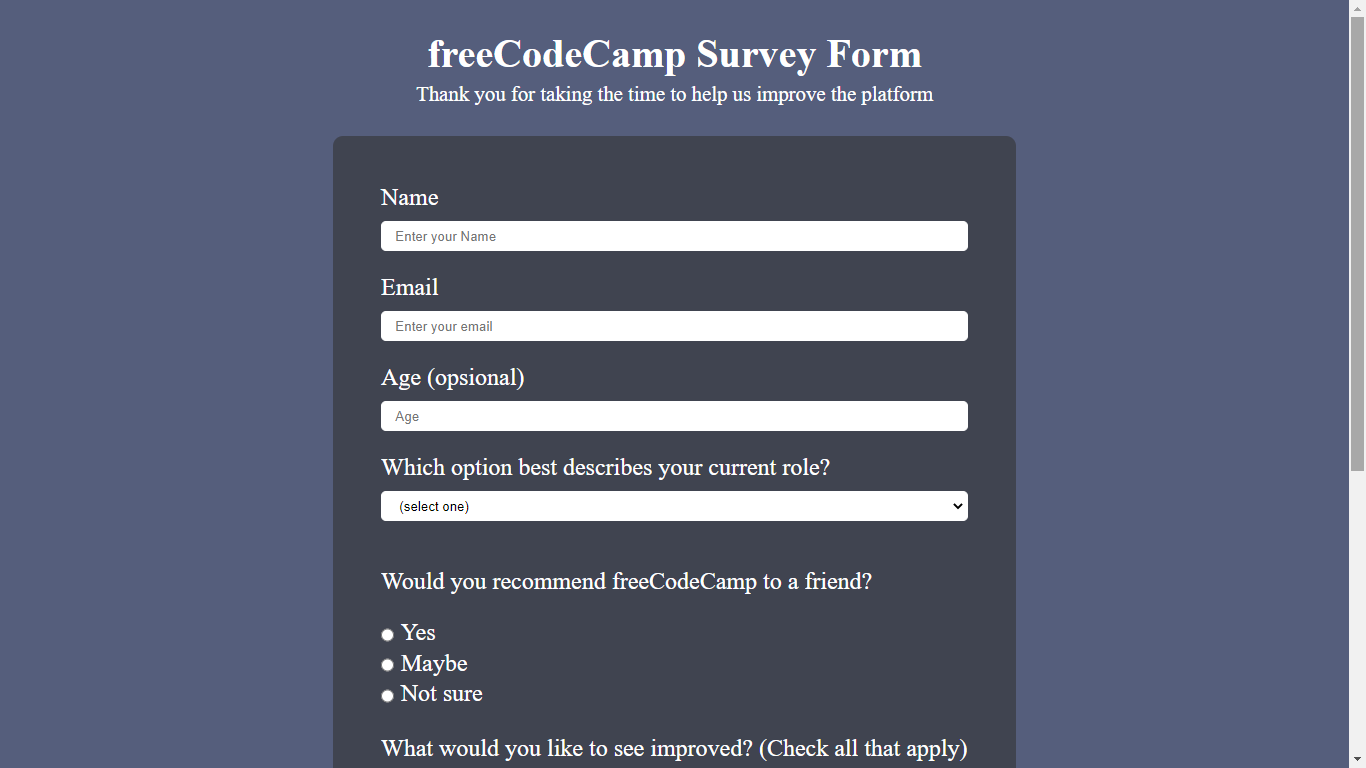 freeCodeCamp Survey Form
Thank you for taking the time to help us improve the platform
Name
Enter your Name
Email
Enter your email
Age (opsional)
Age
Which option best describes your current role?
(select one)
Would you recommend freeCodeCamp to a friend?
Yes
Maybe
Not sure
What would you like to see improved? (Check all that apply)